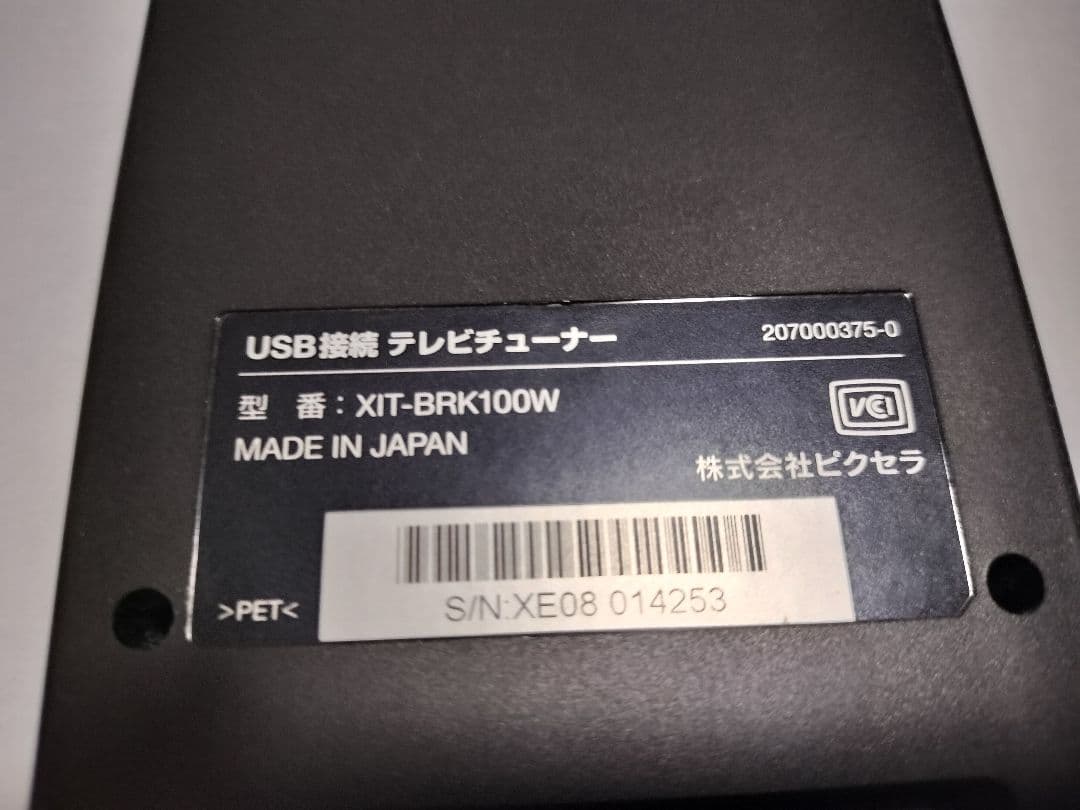 USB接続 テレビチューナー 207000375-0
型 番：XIT-BRK100W
VCCI
MADE IN JAPAN
株式会社ピクセラ
>PET<
S/N:XE08 014253